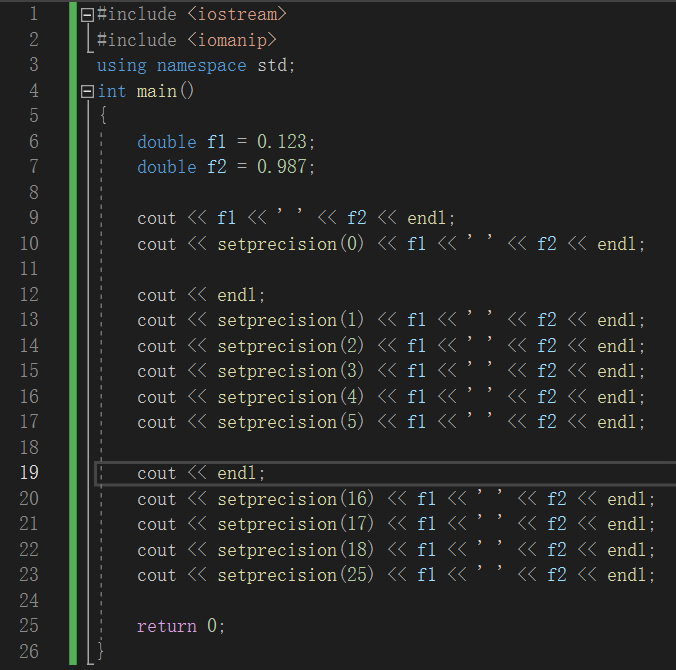 1 #include <iostream>
2 #include <iomanip>
3 using namespace std;
4 int main()
5 {
6 double f1 = 0.123;
7 double f2 = 0.987;
8
9 cout << f1 << ' ' << f2 << endl;
10 cout << setprecision(0) << f1 << ' ' << f2 << endl;
11
12 cout << endl;
13 cout << setprecision(1) << f1 << ' ' << f2 << endl;
14 cout << setprecision(2) << f1 << ' ' << f2 << endl;
15 cout << setprecision(3) << f1 << ' ' << f2 << endl;
16 cout << setprecision(4) << f1 << ' ' << f2 << endl;
17 cout << setprecision(5) << f1 << ' ' << f2 << endl;
18
19 cout << endl;
20 cout << setprecision(16) << f1 << ' ' << f2 << endl;
21 cout << setprecision(17) << f1 << ' ' << f2 << endl;
22 cout << setprecision(18) << f1 << ' ' << f2 << endl;
23 cout << setprecision(25) << f1 << ' ' << f2 << endl;
24
25 return 0;
26 }